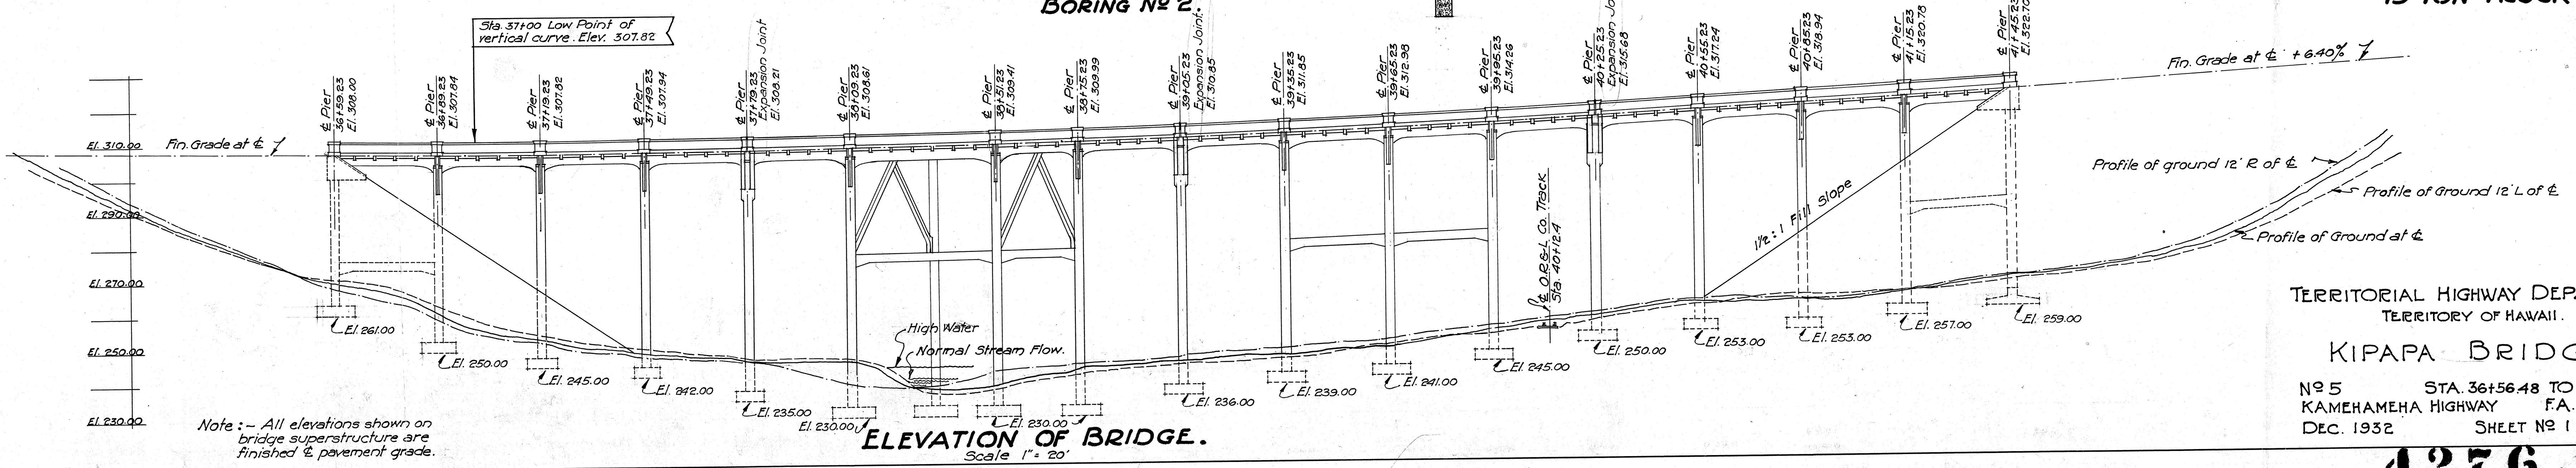 BORING Nº 2.
Sta. 37+00 Low Point of
vertical curve. Elev. 307.82
Fin. Grade at ℄ +6.40%
℄ Pier
36+59.23
El. 308.00
℄ Pier
36+89.23
El. 307.84
℄ Pier
37+19.23
El. 307.82
℄ Pier
37+49.23
El. 307.94
℄ Pier
37+79.23
Expansion Joint
El. 308.21
℄ Pier
38+09.23
El. 308.61
℄ Pier
38+51.23
El. 309.41
℄ Pier
38+75.23
El. 309.99
℄ Pier
39+05.23
Expansion Joint
El. 310.85
℄ Pier
39+35.23
El. 311.85
℄ Pier
39+65.23
El. 312.98
℄ Pier
39+95.23
El. 314.26
℄ Pier
40+25.23
Expansion Jo
El. 315.68
℄ Pier
40+55.23
El. 317.24
℄ Pier
40+85.23
El. 318.94
℄ Pier
41+15.23
El. 320.78
℄ Pier
41+45.23
El. 322.70
El. 310.00
Fin. Grade at ℄
El. 290.00
El. 270.00
El. 250.00
El. 230.00
Profile of ground 12' R of ℄
Profile of Ground 12' L of ℄
Profile of Ground at ℄
1½:1 Fill Slope
℄ O.R.&L. Co. Track
Sta. 40+12.4
High Water
Normal Stream Flow.
El. 261.00
El. 250.00
El. 245.00
El. 242.00
El. 235.00
El. 230.00
El. 230.00
El. 236.00
El. 239.00
El. 241.00
El. 245.00
El. 250.00
El. 253.00
El. 253.00
El. 257.00
El. 259.00
Note:- All elevations shown on
bridge superstructure are
finished ℄ pavement grade.
ELEVATION OF BRIDGE.
Scale 1"= 20'
TERRITORIAL HIGHWAY DEP
TERRITORY OF HAWAII.
KIPAPA BRIDG
Nº 5 STA. 36+56.48 TO
KAMEHAMEHA HIGHWAY F.A.
DEC. 1932 SHEET Nº 1